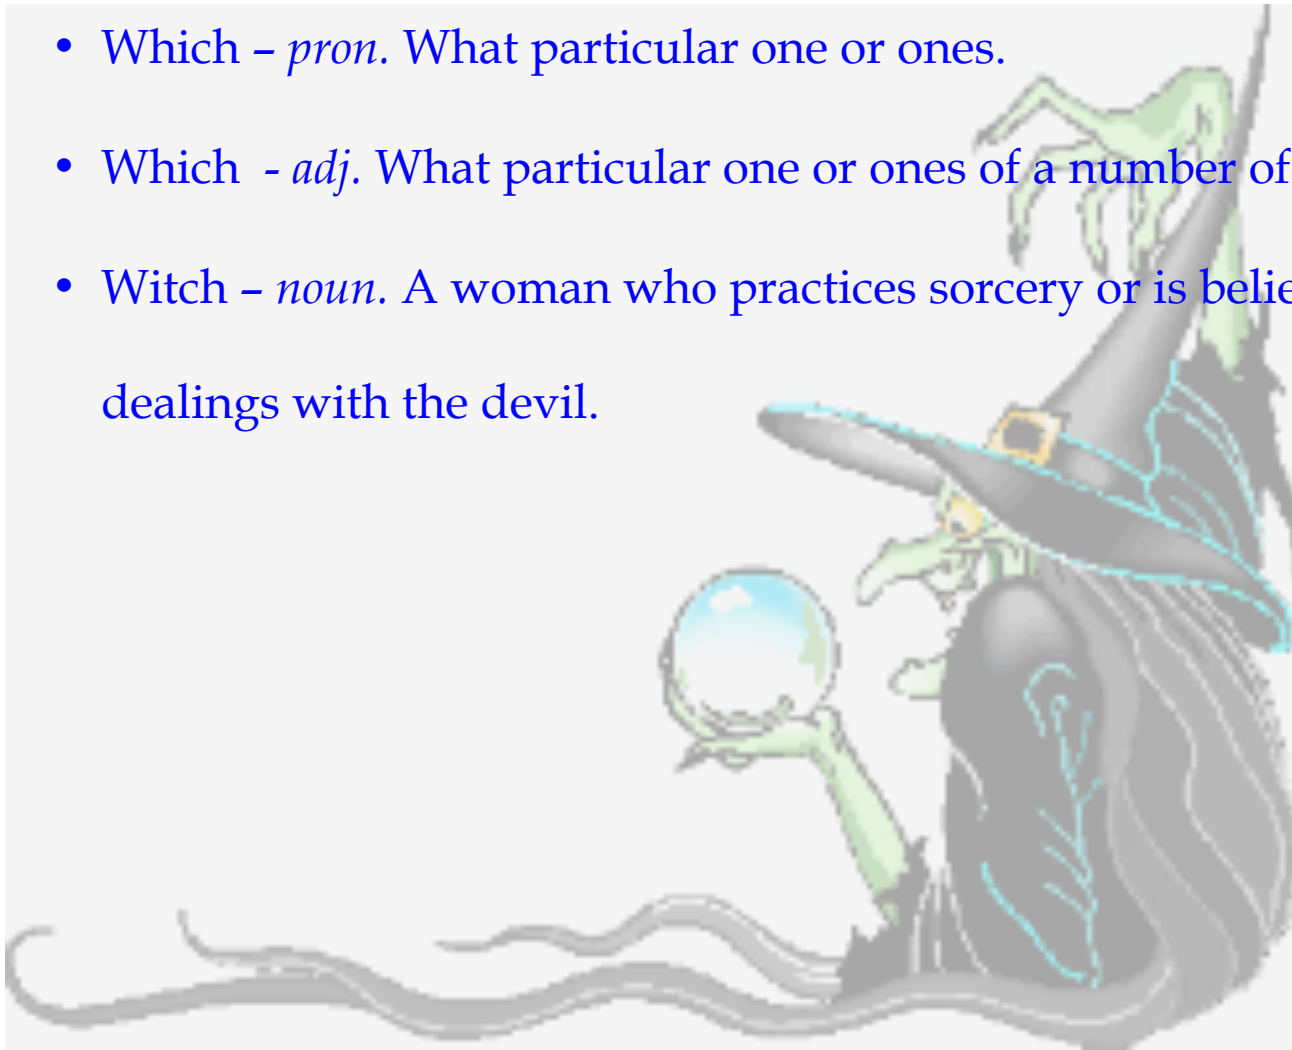 • Which – pron. What particular one or ones.
• Which - adj. What particular one or ones of a number of
• Witch – noun. A woman who practices sorcery or is belie
dealings with the devil.